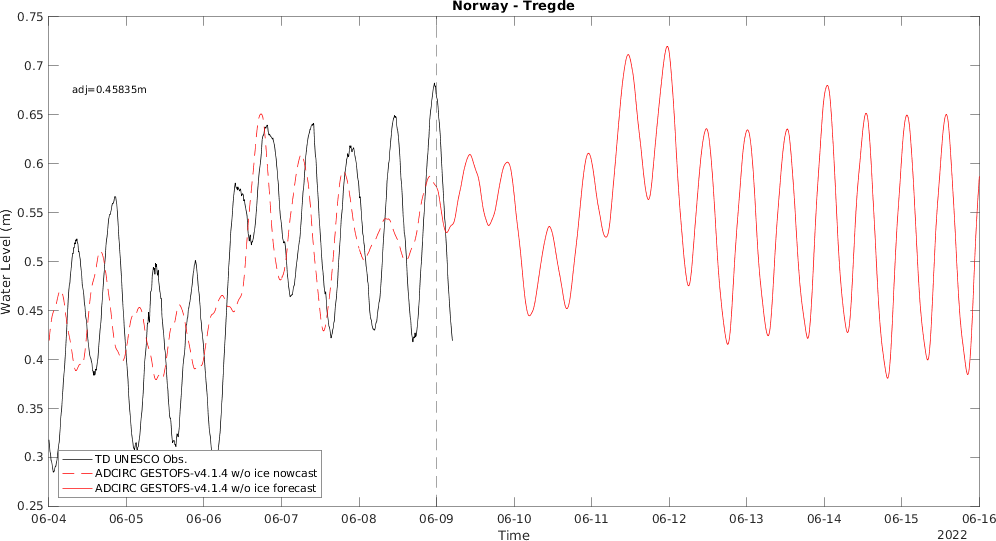 Norway - Tregde
0.75
0.7
0.65
0.6
0.55
0.5
0.45
0.4
0.35
0.3
0.25
Water Level (m)
adj=0.45835m
TD UNESCO Obs.
ADCIRC GESTOFS-v4.1.4 w/o ice nowcast
ADCIRC GESTOFS-v4.1.4 w/o ice forecast
06-04 06-05 06-06 06-07 06-08 06-09 06-10 06-11 06-12 06-13 06-14 06-15 06-16
Time
2022